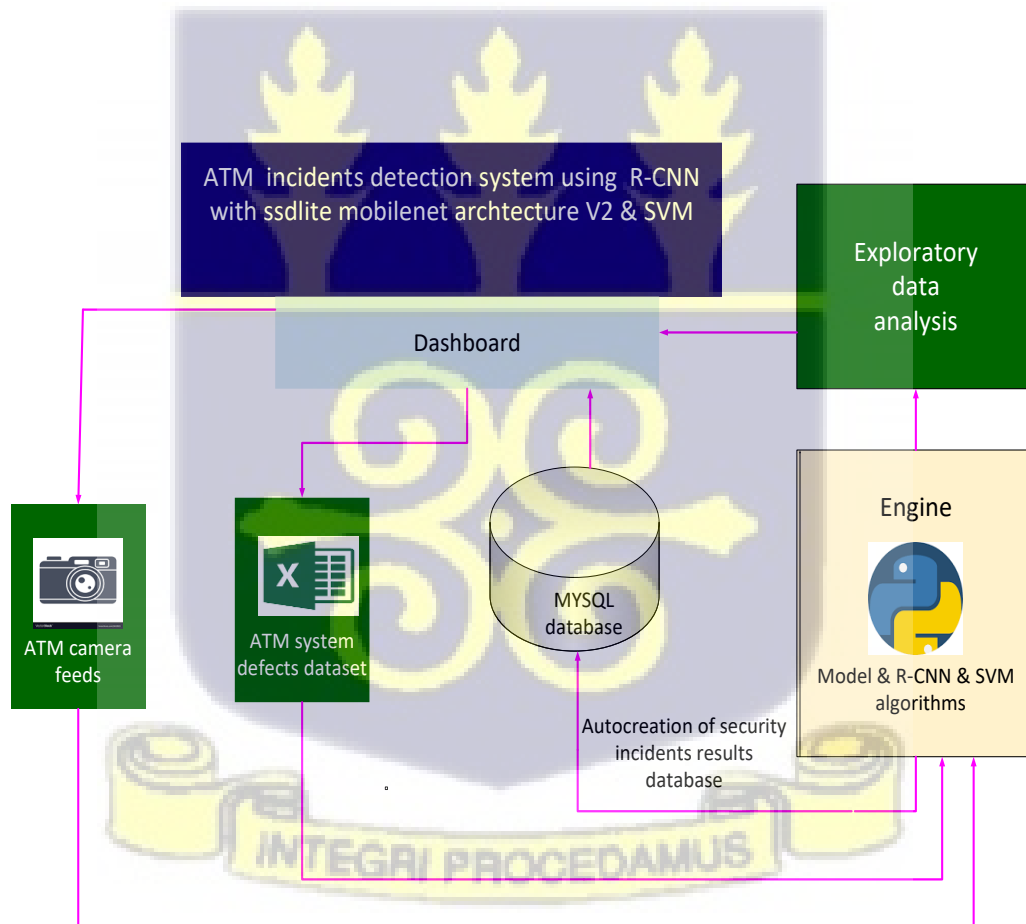 ATM incidents detection system using R-CNN
with ssdlite mobilenet archtecture V2 & SVM
Exploratory
data
analysis
Dashboard
Engine
X
MYSQL
database
ATM camera
feeds
ATM system
defects dataset
Model & R-CNN & SVM
algorithms
Autocreation of security
incidents results
database
INTEGRI PROCEDAMUS